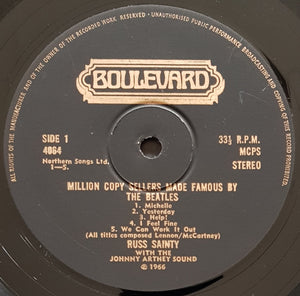 ALL RIGHTS OF THE MANUFACTURER AND OF THE OWNER OF THE RECORDED WORK RESERVED - UNAUTHORISED PUBLIC PERFORMANCE BROADCASTING AND COPYING OF THIS RECORD PROHIBITED.
BOULEVARD
SIDE 1
4064
Northern Songs Ltd.
1—5.
33⅓ R.P.M.
MCPS
STEREO
MILLION COPY SELLERS MADE FAMOUS BY
THE BEATLES
1. Michelle
2. Yesterday
3. Help!
4. I Feel Fine
5. We Can Work It Out
(All titles composed Lennon/McCartney)
RUSS SAINTY
WITH THE
JOHNNY ARTHEY SOUND
℗ 1966